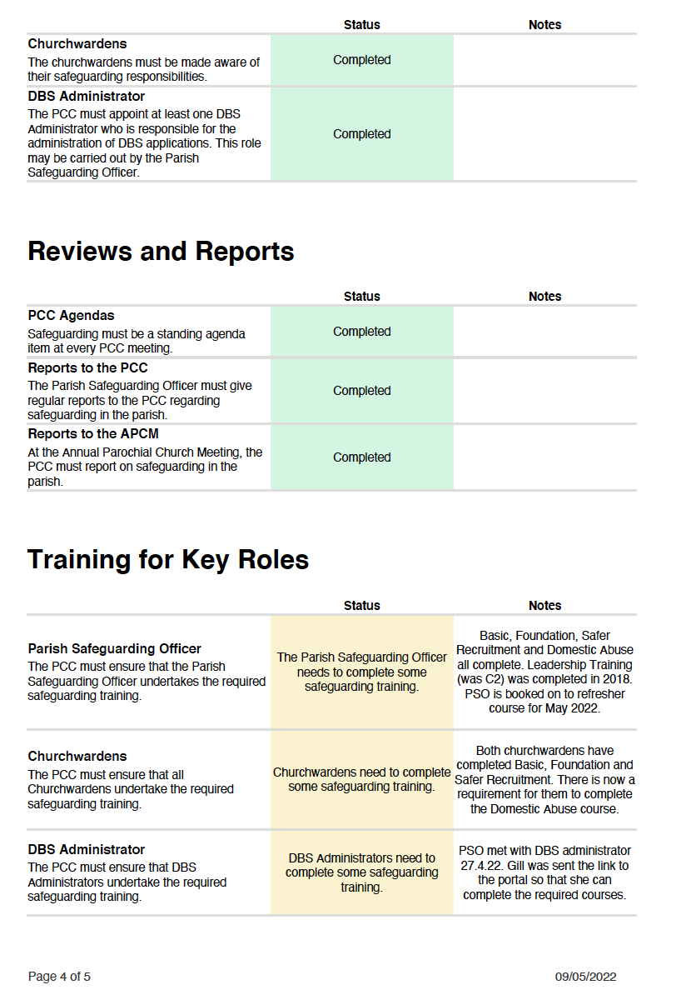 Status Notes
Churchwardens
The churchwardens must be made aware of
their safeguarding responsibilities.
Completed
DBS Administrator
The PCC must appoint at least one DBS
Administrator who is responsible for the
administration of DBS applications. This role
may be carried out by the Parish
Safeguarding Officer.
Completed
Reviews and Reports
Status Notes
PCC Agendas
Safeguarding must be a standing agenda
item at every PCC meeting.
Completed
Reports to the PCC
The Parish Safeguarding Officer must give
regular reports to the PCC regarding
safeguarding in the parish.
Completed
Reports to the APCM
At the Annual Parochial Church Meeting, the
PCC must report on safeguarding in the
parish.
Completed
Training for Key Roles
Status Notes
Parish Safeguarding Officer
The PCC must ensure that the Parish
Safeguarding Officer undertakes the required
safeguarding training.
The Parish Safeguarding Officer
needs to complete some
safeguarding training.
Basic, Foundation, Safer
Recruitment and Domestic Abuse
all complete. Leadership Training
(was C2) was completed in 2018.
PSO is booked on to refresher
course for May 2022.
Churchwardens
The PCC must ensure that all
Churchwardens undertake the required
safeguarding training.
Churchwardens need to complete
some safeguarding training.
Both churchwardens have
completed Basic, Foundation and
Safer Recruitment. There is now a
requirement for them to complete
the Domestic Abuse course.
DBS Administrator
The PCC must ensure that DBS
Administrators undertake the required
safeguarding training.
DBS Administrators need to
complete some safeguarding
training.
PSO met with DBS administrator
27.4.22. Gill was sent the link to
the portal so that she can
complete the required courses.
Page 4 of 5 09/05/2022